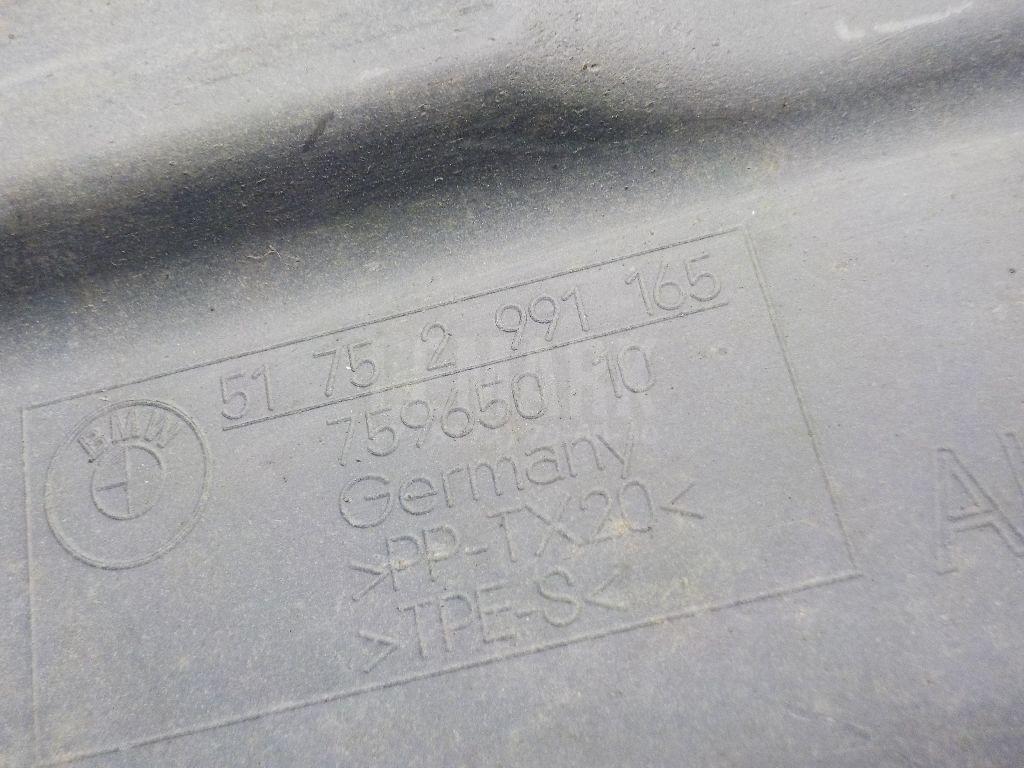 BMW
51 75 2 991 165
7596501 10
Germany
>PP-TX20<
>TPE-S<